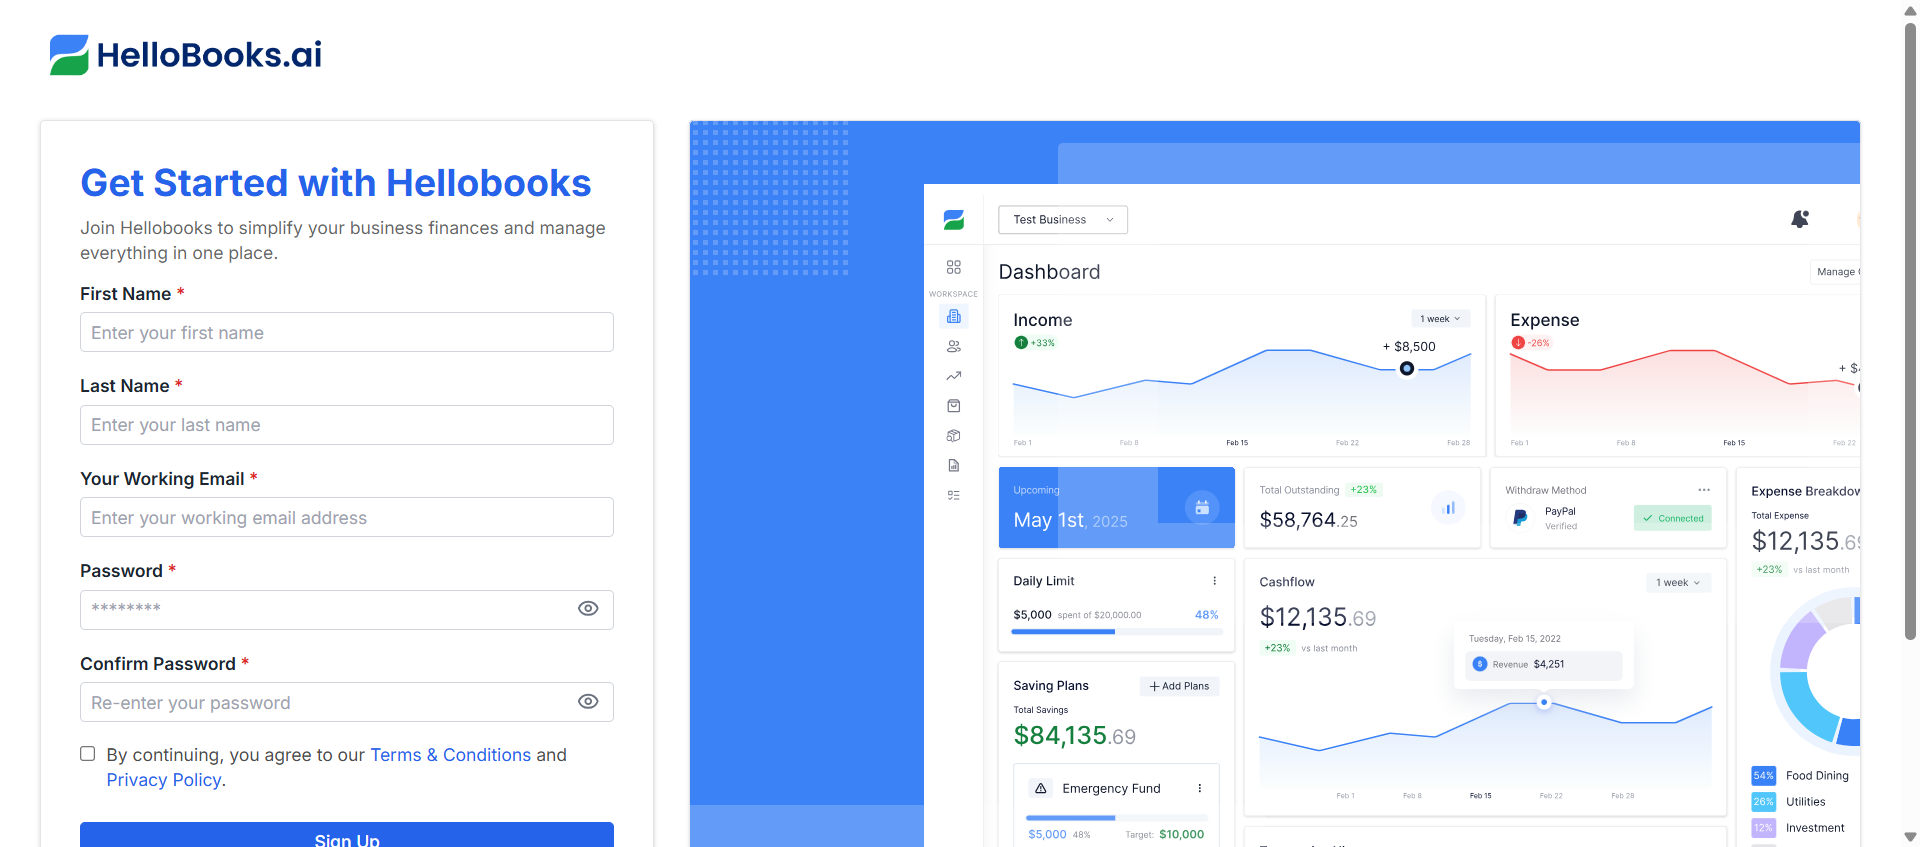 HelloBooks.ai
Get Started with Hellobooks
Join Hellobooks to simplify your business finances and manage
everything in one place.
First Name *
Enter your first name
Last Name *
Enter your last name
Your Working Email *
Enter your working email address
Password *
********
Confirm Password *
Re-enter your password
By continuing, you agree to our Terms & Conditions and
Privacy Policy.
Sign Up
Test Business
Dashboard
Manage
WORKSPACE
Income
1 week
+33%
+ $8,500
Feb 1 Feb 8 Feb 15 Feb 22 Feb 28
Expense
-26%
+ $
Feb 1 Feb 8 Feb 15 Feb 22
Upcoming
May 1st, 2025
Total Outstanding +23%
$58,764.25
Withdraw Method
PayPal
Verified
Connected
Expense Breakdow
Total Expense
$12,135.6
+23% vs last month
54% Food Dining
26% Utilities
12% Investment
Daily Limit
$5,000 spent of $20,000.00 48%
Cashflow
1 week
$12,135.69
+23% vs last month
Tuesday, Feb 15, 2022
$ Revenue $4,251
Feb 1 Feb 8 Feb 15 Feb 22 Feb 28
Saving Plans
+ Add Plans
Total Savings
$84,135.69
Emergency Fund
$5,000 48% Target: $10,000